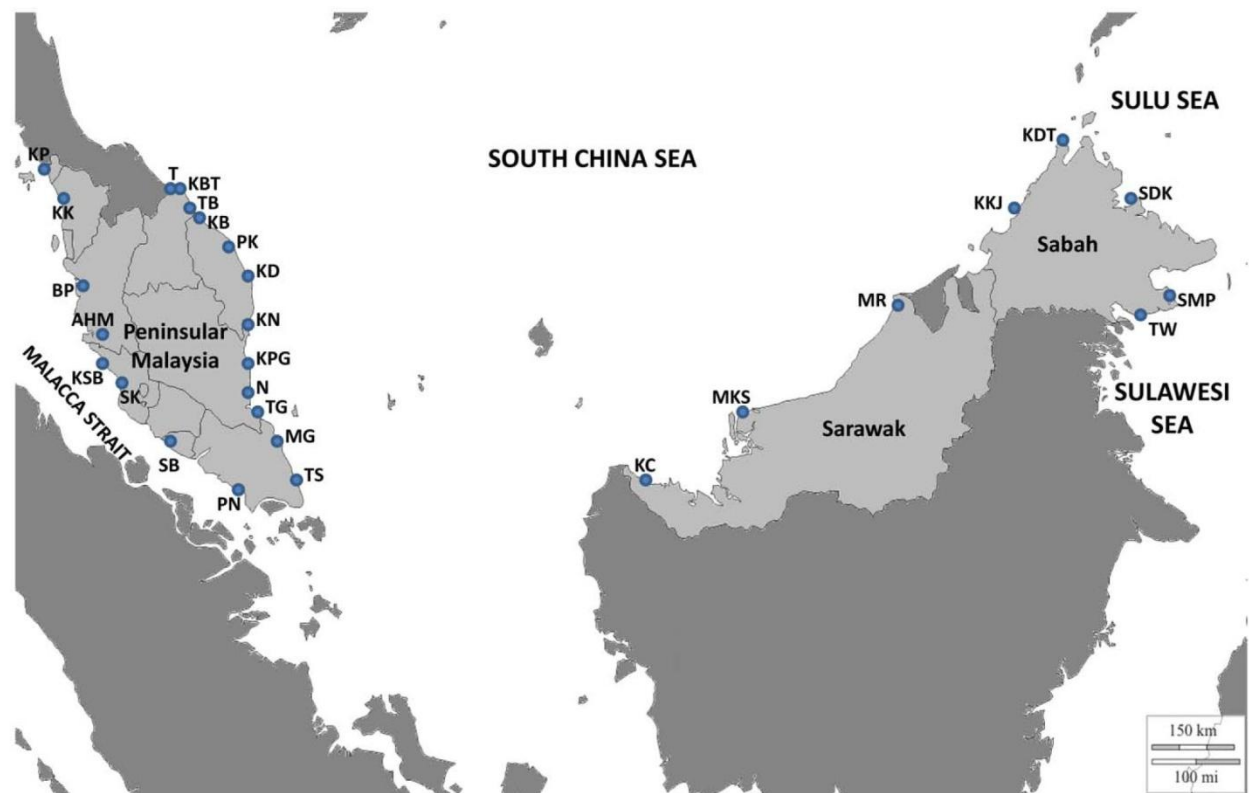 SULU SEA
KDT
SOUTH CHINA SEA
KP
T
KBT
KK
TB
KB
SDK
KKJ
PK
Sabah
KD
BP
MR
SMP
AHM
KN
TW
Peninsular
Malaysia
KPG
KSB
MALACCA STRAIT
SK
N
TG
MKS
SULAWESI
SEA
Sarawak
MG
SB
KC
TS
PN
150 km
100 mi